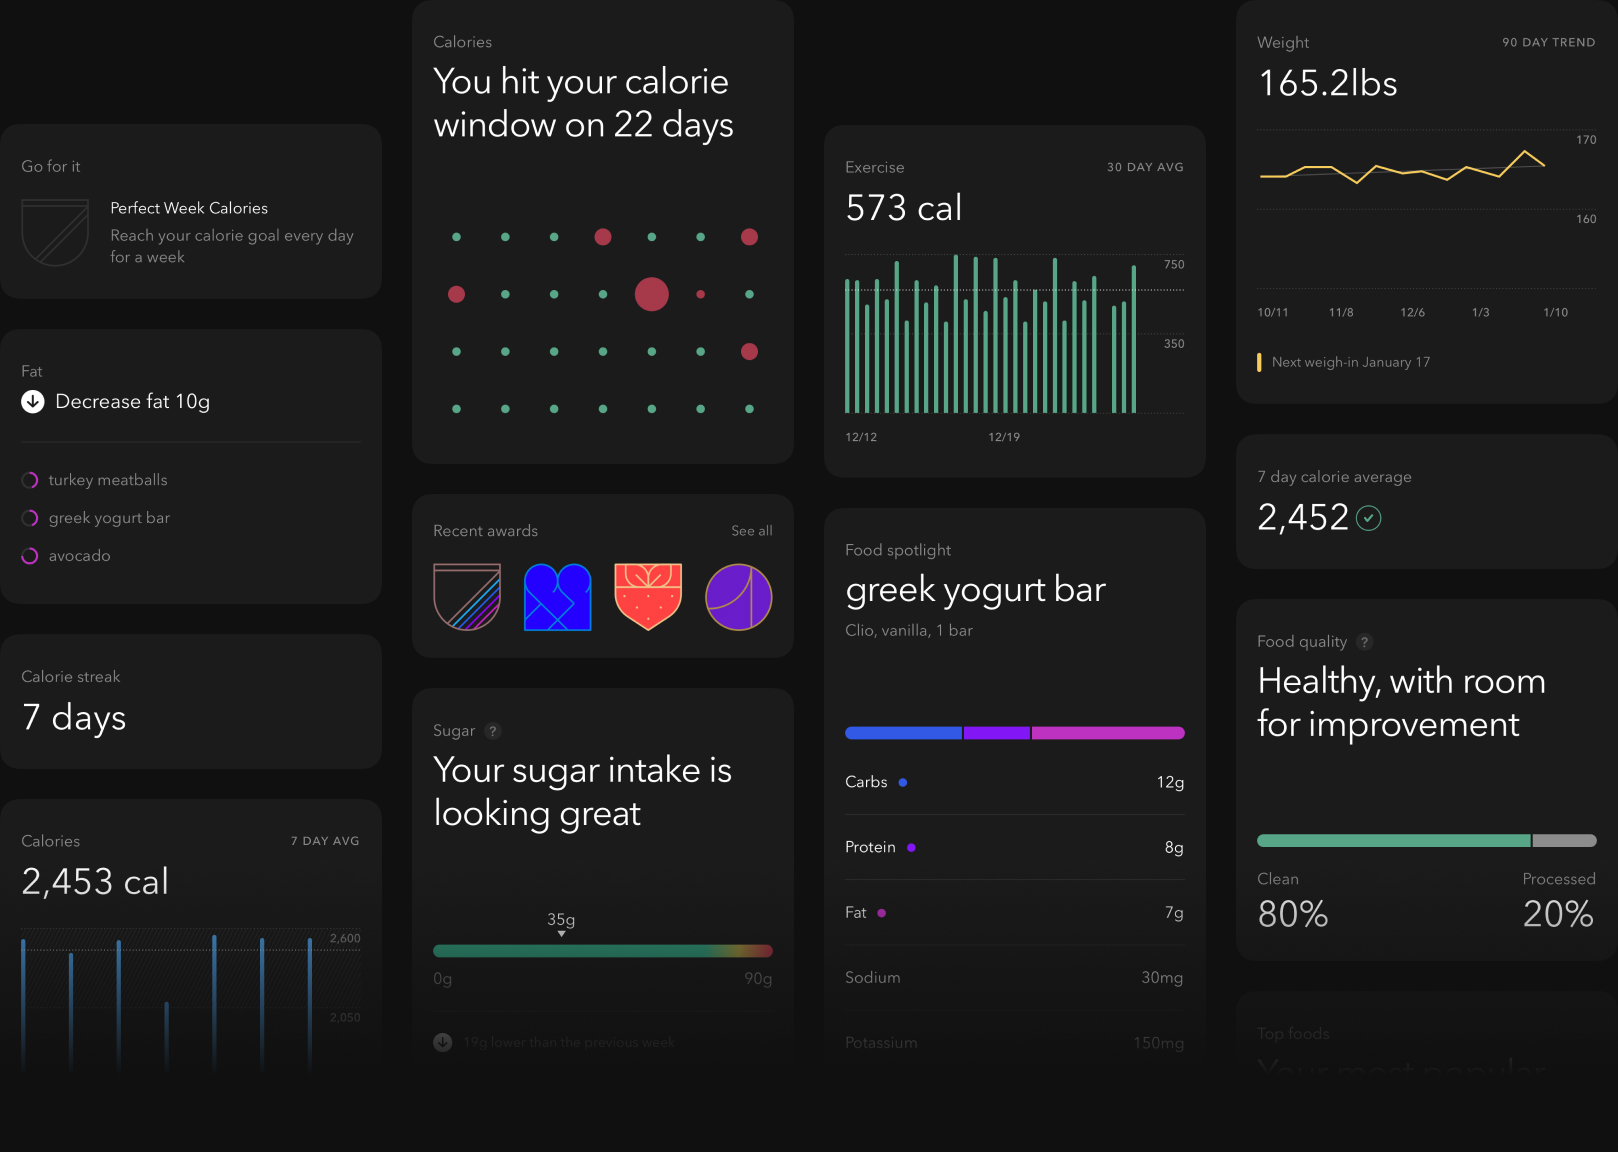 Go for it
Perfect Week Calories
Reach your calorie goal every day
for a week
Fat
Decrease fat 10g
turkey meatballs
greek yogurt bar
avocado
Calorie streak
7 days
Calories
7 DAY AVG
2,453 cal
2,600
2,050
Calories
You hit your calorie
window on 22 days
Recent awards
See all
Sugar ?
Your sugar intake is
looking great
35g
0g
90g
19g lower than the previous week
Exercise
30 DAY AVG
573 cal
750
350
12/12
12/19
Food spotlight
greek yogurt bar
Clio, vanilla, 1 bar
Carbs
12g
Protein
8g
Fat
7g
Sodium
30mg
Potassium
150mg
Weight
90 DAY TREND
165.2lbs
170
160
10/11
11/8
12/6
1/3
1/10
Next weigh-in January 17
7 day calorie average
2,452
Food quality ?
Healthy, with room
for improvement
Clean
Processed
80%
20%
Top foods
Your most popular